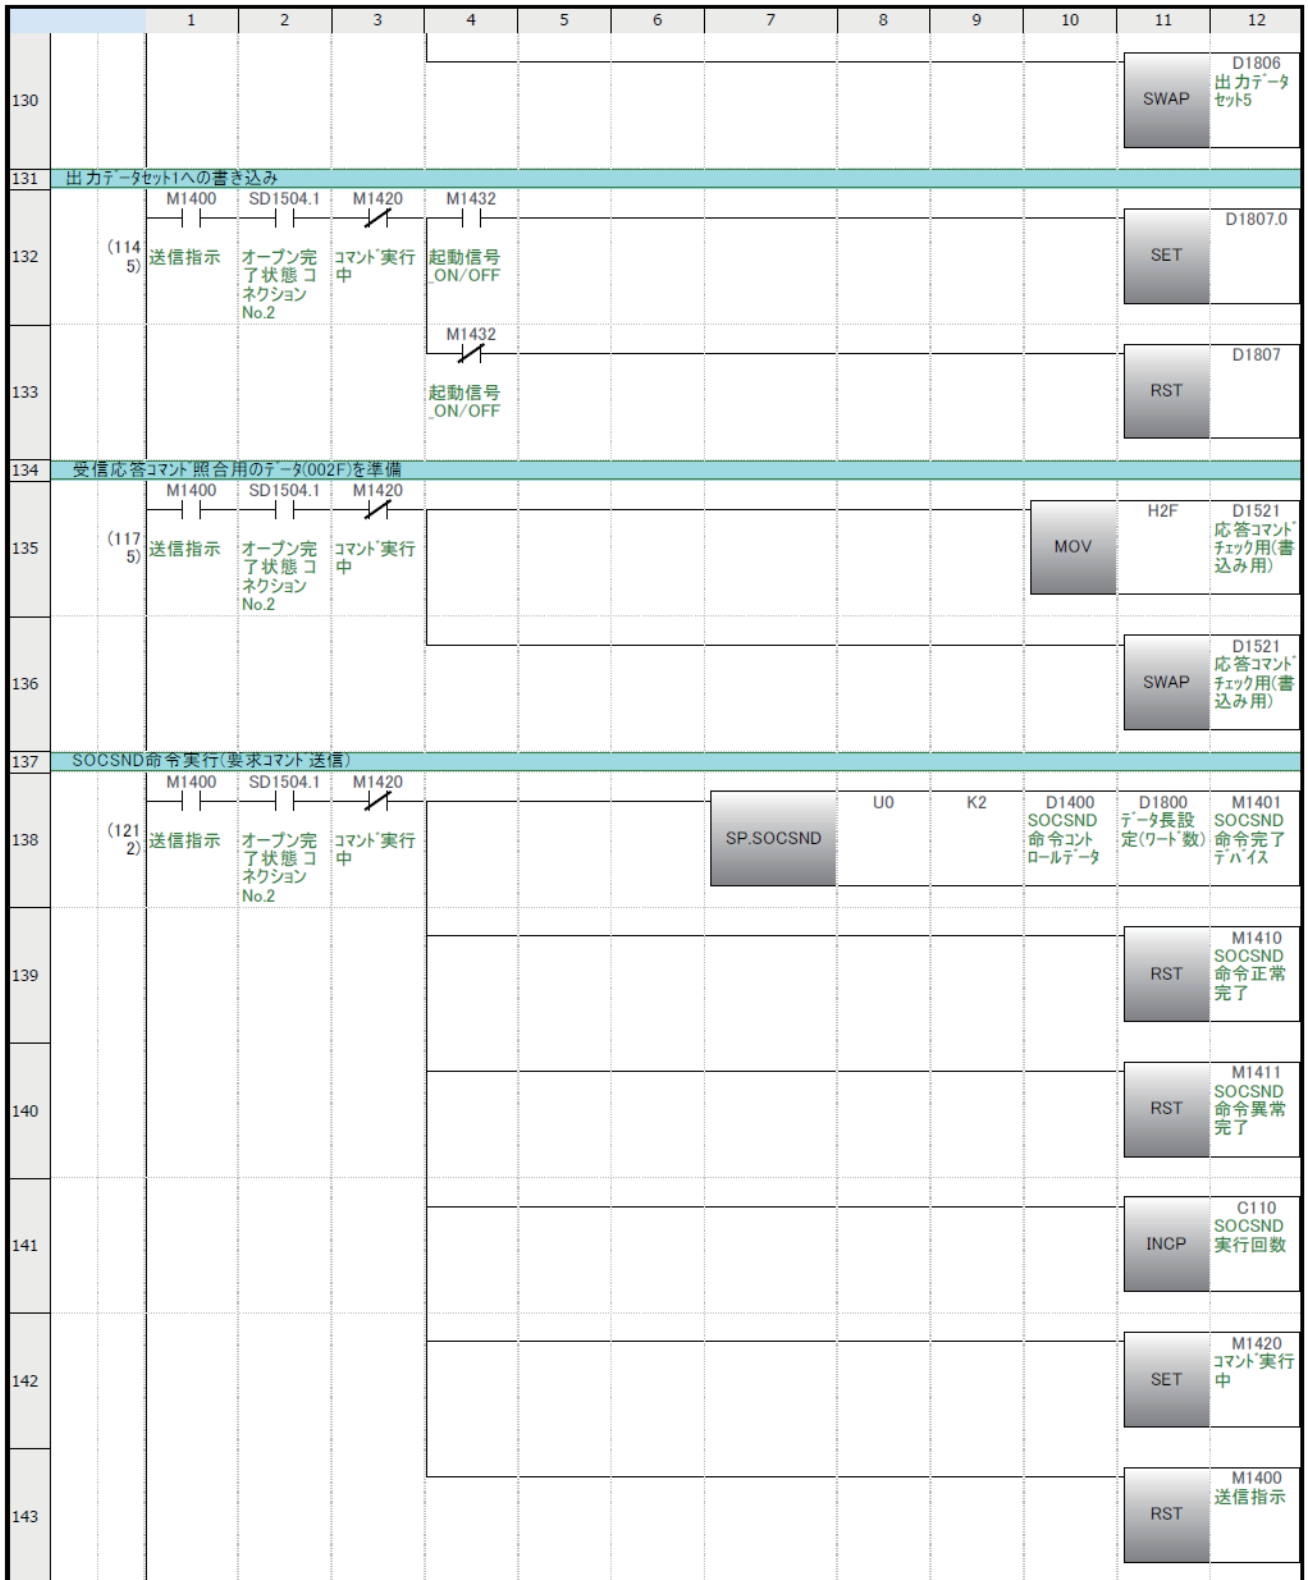 1 2 3 4 5 6 7 8 9 10 11 12
130
SWAP
D1806
出力データ
セット5
131 出力データセット1への書き込み
M1400 SD1504.1 M1420 M1432
132
(114
5)
送信指示
オープン完
了状態 コ
ネクション
No.2
コマンド実行
中
起動信号
_ON/OFF
SET
D1807.0
M1432
133
起動信号
_ON/OFF
RST
D1807
134 受信応答コマンド照合用のデータ(002F)を準備
M1400 SD1504.1 M1420
135
(117
5)
送信指示
オープン完
了状態 コ
ネクション
No.2
コマンド実行
中
MOV
H2F
D1521
応答コマンド
チェック用(書
込み用)
136
SWAP
D1521
応答コマンド
チェック用(書
込み用)
137 SOCSND命令実行(要求コマンド送信)
M1400 SD1504.1 M1420
138
(121
2)
送信指示
オープン完
了状態 コ
ネクション
No.2
コマンド実行
中
SP.SOCSND
U0
K2
D1400
SOCSND
命令コント
ロールデータ
D1800
データ長設
定(ワード数)
M1401
SOCSND
命令完了
デバイス
139
RST
M1410
SOCSND
命令正常
完了
140
RST
M1411
SOCSND
命令異常
完了
141
INCP
C110
SOCSND
実行回数
142
SET
M1420
コマンド実行
中
143
RST
M1400
送信指示